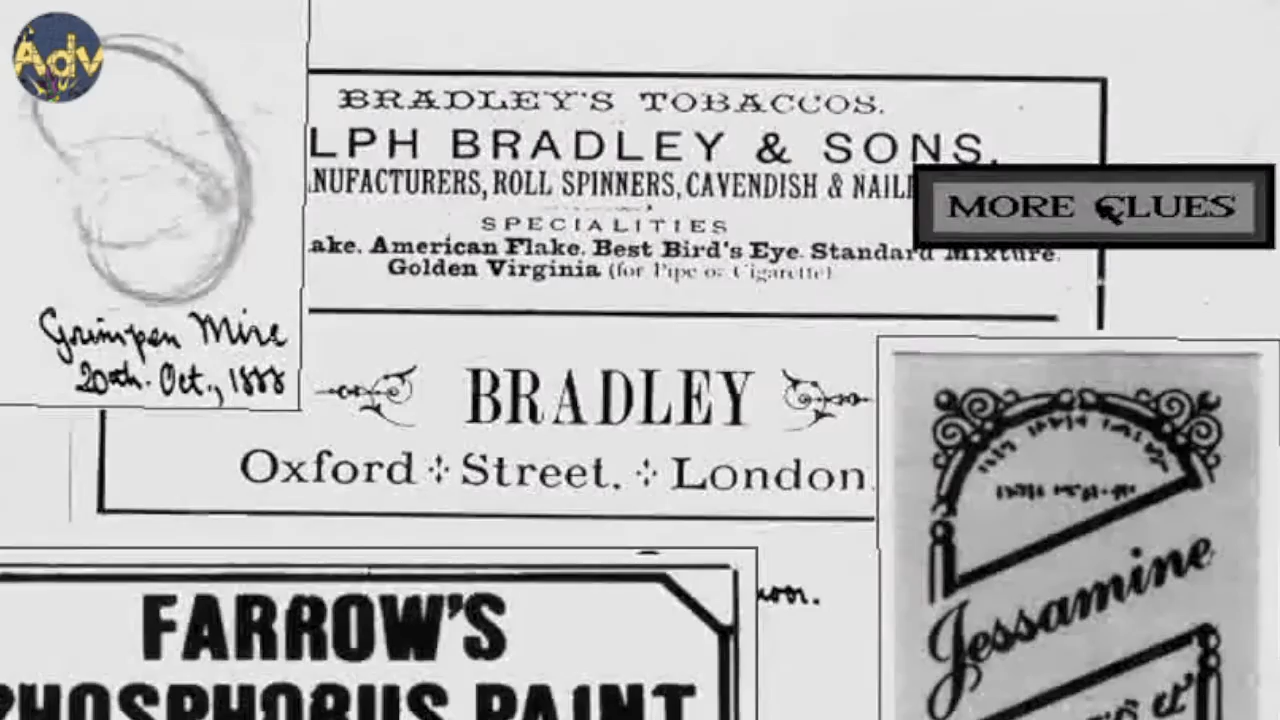 Adv
BRADLEY'S TOBACCOS.
LPH BRADLEY & SONS.
NUFACTURERS, ROLL SPINNERS, CAVENDISH & NAIL
MORE CLUES
SPECIALITIES
ake. American Flake. Best Bird's Eye. Standard Mixture.
Golden Virginia (for Pipe or Cigarette)
Grimpen Mire
20th. Oct., 1888
BRADLEY
Oxford Street. London
Jessamine
FARROW'S
PHOSPHORUS PAINT